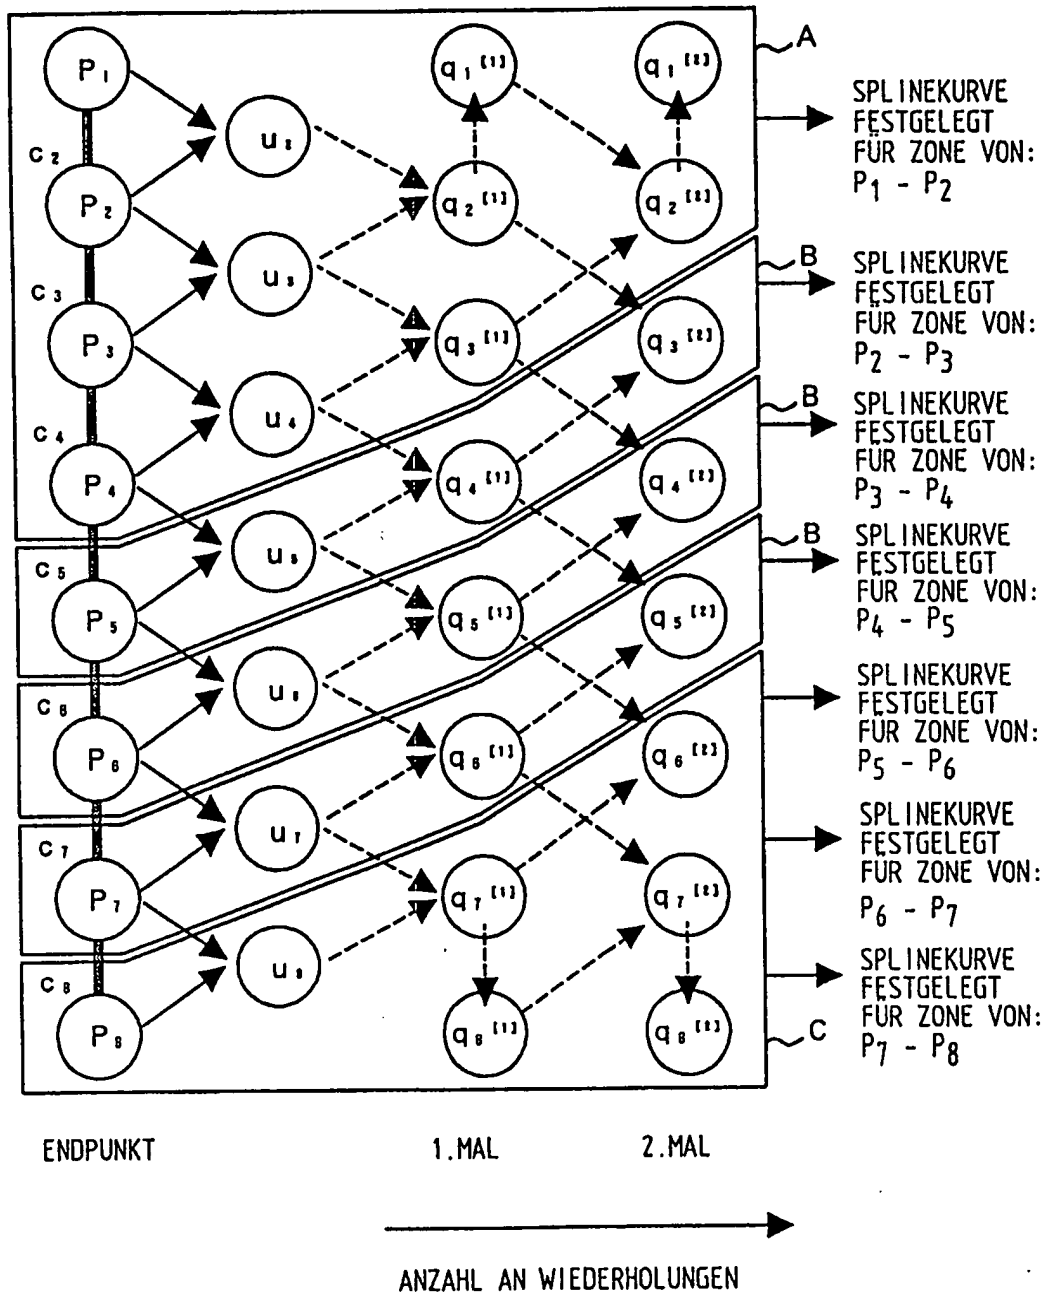 P₁
q₁[1]
q₁[2]
A
u₂
SPLINEKURVE
FESTGELEGT
FÜR ZONE VON:
P₁ - P₂
C₂
P₂
q₂[1]
q₂[2]
u₃
B
SPLINEKURVE
FESTGELEGT
FÜR ZONE VON:
P₂ - P₃
C₃
P₃
q₃[1]
q₃[2]
u₄
B
SPLINEKURVE
FESTGELEGT
FÜR ZONE VON:
P₃ - P₄
C₄
P₄
q₄[1]
q₄[2]
u₅
B
SPLINEKURVE
FESTGELEGT
FÜR ZONE VON:
P₄ - P₅
C₅
P₅
q₅[1]
q₅[2]
u₆
SPLINEKURVE
FESTGELEGT
FÜR ZONE VON:
P₅ - P₆
C₆
P₆
q₆[1]
q₆[2]
u₇
SPLINEKURVE
FESTGELEGT
FÜR ZONE VON:
P₆ - P₇
C₇
P₇
q₇[1]
q₇[2]
u₈
SPLINEKURVE
FESTGELEGT
FÜR ZONE VON:
P₇ - P₈
C₈
P₈
q₈[1]
q₈[2]
C
ENDPUNKT
1.MAL
2.MAL
ANZAHL AN WIEDERHOLUNGEN